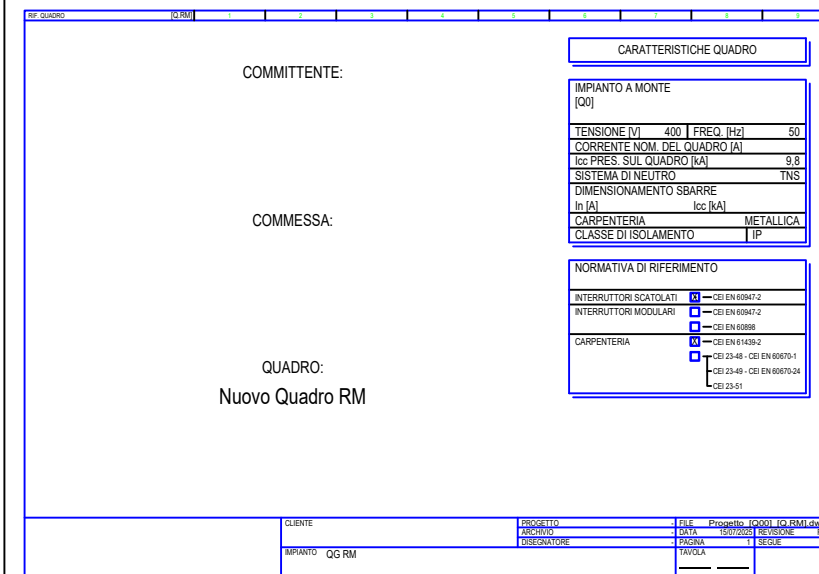 RIF. QUADRO [Q.RM] 1 2 3 4 5 6 7 8 9
CARATTERISTICHE QUADRO
COMMITTENTE:
IMPIANTO A MONTE
[Q0]
TENSIONE [V] 400 FREQ. [Hz] 50
CORRENTE NOM. DEL QUADRO [A]
Icc PRES. SUL QUADRO [kA] 9,8
SISTEMA DI NEUTRO TNS
DIMENSIONAMENTO SBARRE
In [A] Icc [kA]
CARPENTERIA METALLICA
CLASSE DI ISOLAMENTO IP
COMMESSA:
NORMATIVA DI RIFERIMENTO
INTERRUTTORI SCATOLATI X CEI EN 60947-2
INTERRUTTORI MODULARI CEI EN 60947-2
CEI EN 60898
CARPENTERIA X CEI EN 61439-2
CEI 23-48 - CEI EN 60670-1
CEI 23-49 - CEI EN 60670-24
CEI 23-51
QUADRO:
Nuovo Quadro RM
CLIENTE
IMPIANTO QG RM
PROGETTO -
ARCHIVIO -
DISEGNATORE -
FILE Progetto_[Q00]_[Q.RM].dw
DATA 15/07/2025 REVISIONE
PAGINA 1 SEGUE
TAVOLA